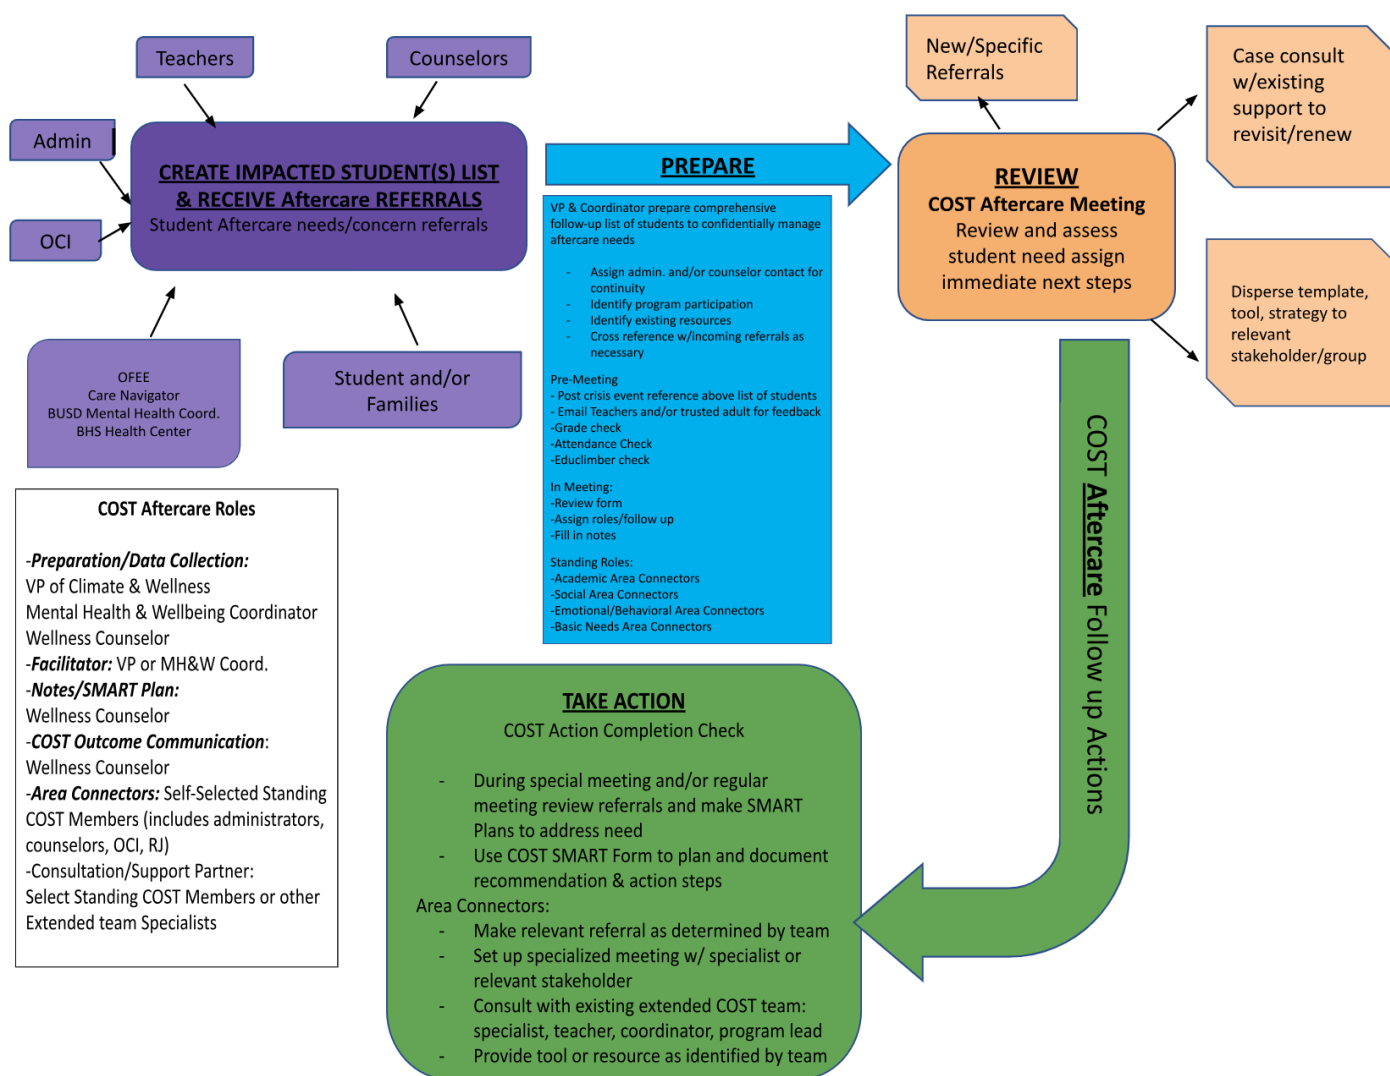 Teachers
Counselors
Admin
OCI
CREATE IMPACTED STUDENT(S) LIST
& RECEIVE Aftercare REFERRALS
Student Aftercare needs/concern referrals
OFEE
Care Navigator
BUSD Mental Health Coord.
BHS Health Center
Student and/or
Families
PREPARE
VP & Coordinator prepare comprehensive
follow-up list of students to confidentially manage
aftercare needs
- Assign admin. and/or counselor contact for
continuity
- Identify program participation
- Identify existing resources
- Cross reference w/incoming referrals as
necessary
Pre-Meeting
- Post crisis event reference above list of students
- Email Teachers and/or trusted adult for feedback
-Grade check
-Attendance Check
-Educlimber check
In Meeting:
-Review form
-Assign roles/follow up
-Fill in notes
Standing Roles:
-Academic Area Connectors
-Social Area Connectors
-Emotional/Behavioral Area Connectors
-Basic Needs Area Connectors
New/Specific
Referrals
Case consult
w/existing
support to
revisit/renew
REVIEW
COST Aftercare Meeting
Review and assess
student need assign
immediate next steps
Disperse template,
tool, strategy to
relevant
stakeholder/group
COST Aftercare Follow up Actions
COST Aftercare Roles
-Preparation/Data Collection:
VP of Climate & Wellness
Mental Health & Wellbeing Coordinator
Wellness Counselor
-Facilitator: VP or MH&W Coord.
-Notes/SMART Plan:
Wellness Counselor
-COST Outcome Communication:
Wellness Counselor
-Area Connectors: Self-Selected Standing
COST Members (includes administrators,
counselors, OCI, RJ)
-Consultation/Support Partner:
Select Standing COST Members or other
Extended team Specialists
TAKE ACTION
COST Action Completion Check
- During special meeting and/or regular
meeting review referrals and make SMART
Plans to address need
- Use COST SMART Form to plan and document
recommendation & action steps
Area Connectors:
- Make relevant referral as determined by team
- Set up specialized meeting w/ specialist or
relevant stakeholder
- Consult with existing extended COST team:
specialist, teacher, coordinator, program lead
- Provide tool or resource as identified by team